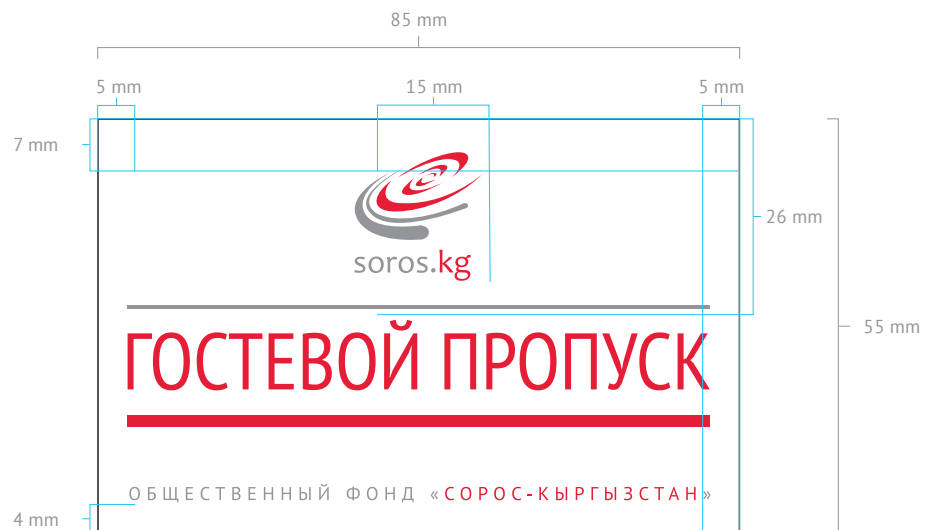 85 mm
5 mm 15 mm 5 mm
7 mm
26 mm
soros.kg
55 mm
ГОСТЕВОЙ ПРОПУСК
ОБЩЕСТВЕННЫЙ ФОНД «СОРОС-КЫРГЫЗСТАН»
4 mm